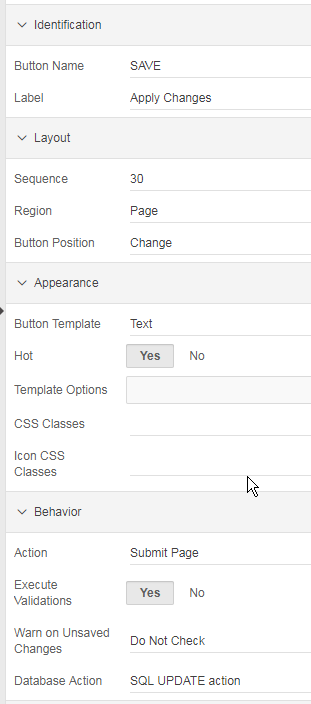 Identification
Button Name SAVE
Label Apply Changes
Layout
Sequence 30
Region Page
Button Position Change
Appearance
Button Template Text
Hot Yes No
Template Options
CSS Classes
Icon CSS
Classes
Behavior
Action Submit Page
Execute
Validations Yes No
Warn on Unsaved
Changes Do Not Check
Database Action SQL UPDATE action